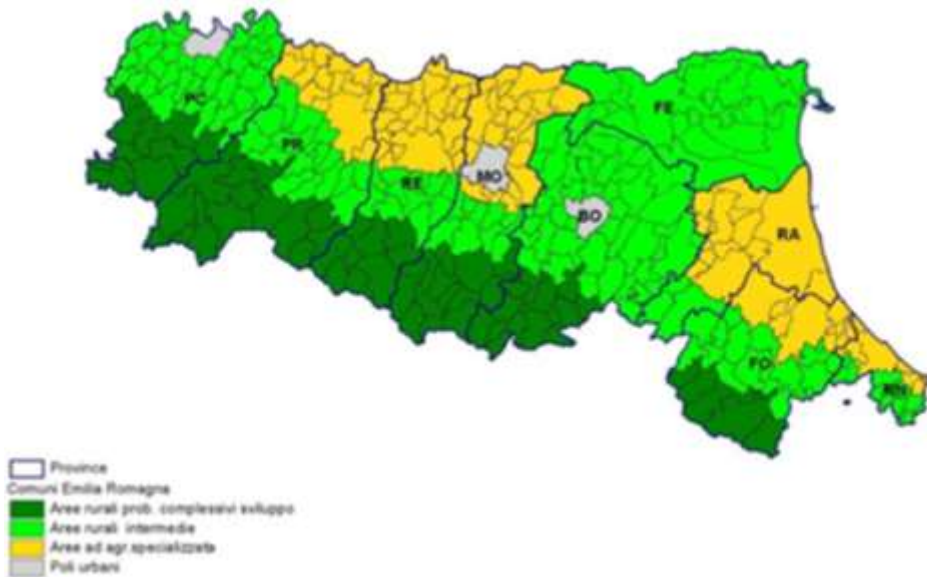 PC
FE
PR
RE
MO
BO
RA
FO
RN
Province
Comuni Emilia Romagna
Aree rurali prob. complessivi sviluppo
Aree rurali intermedie
Aree ad agr.specializzata
Poli urbani